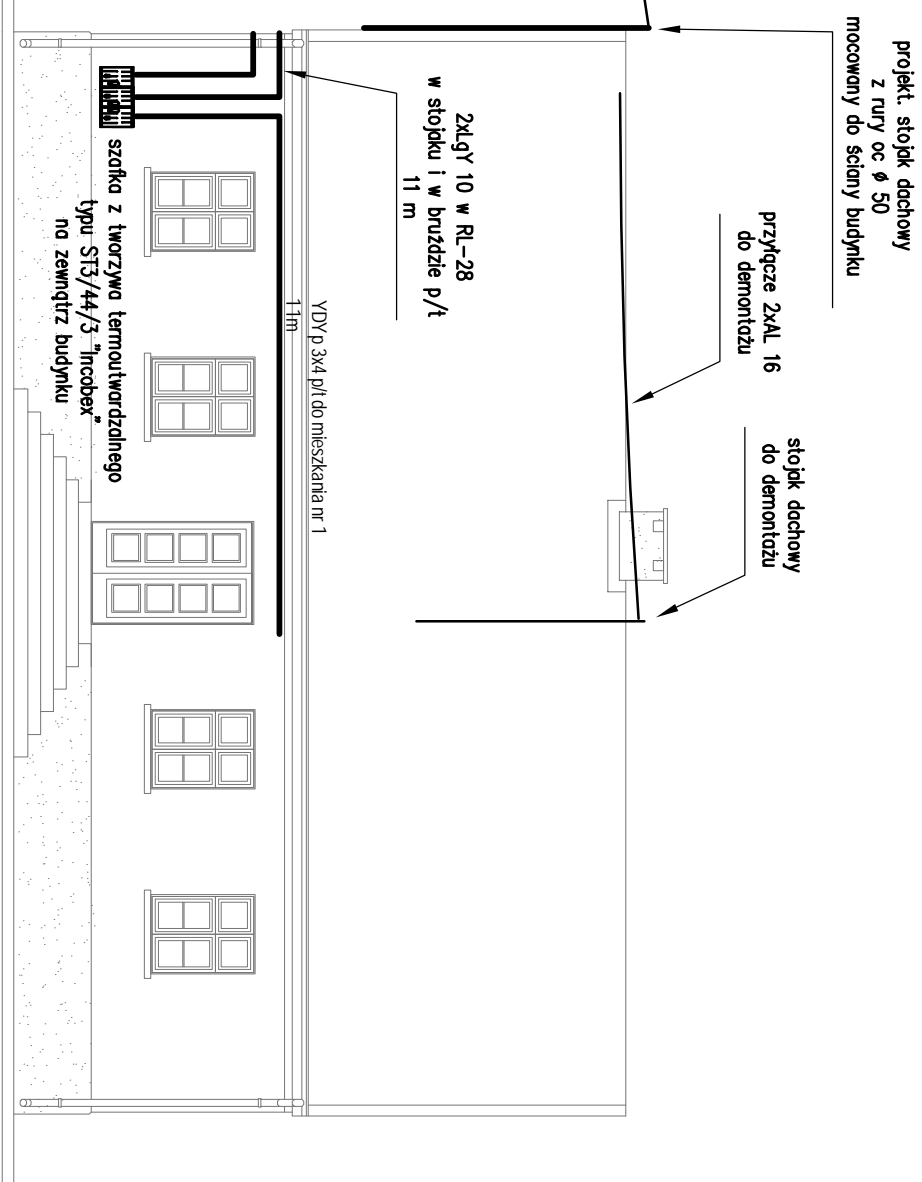 projekt. stojak dachowy
z rury oc ø 50
mocowany do ściany budynku
przyłącze 2xAL 16
do demontażu
stojak dachowy
do demontażu
2xLgY 10 w RL-28
w stojaku i w bruździe p/t
11 m
YDYp 3x4 p/t do mieszkania nr 1
11m
szafka z tworzywa termoutwardzalnego
typu ST3/44/3 "Incobex"
na zewnątrz budynku